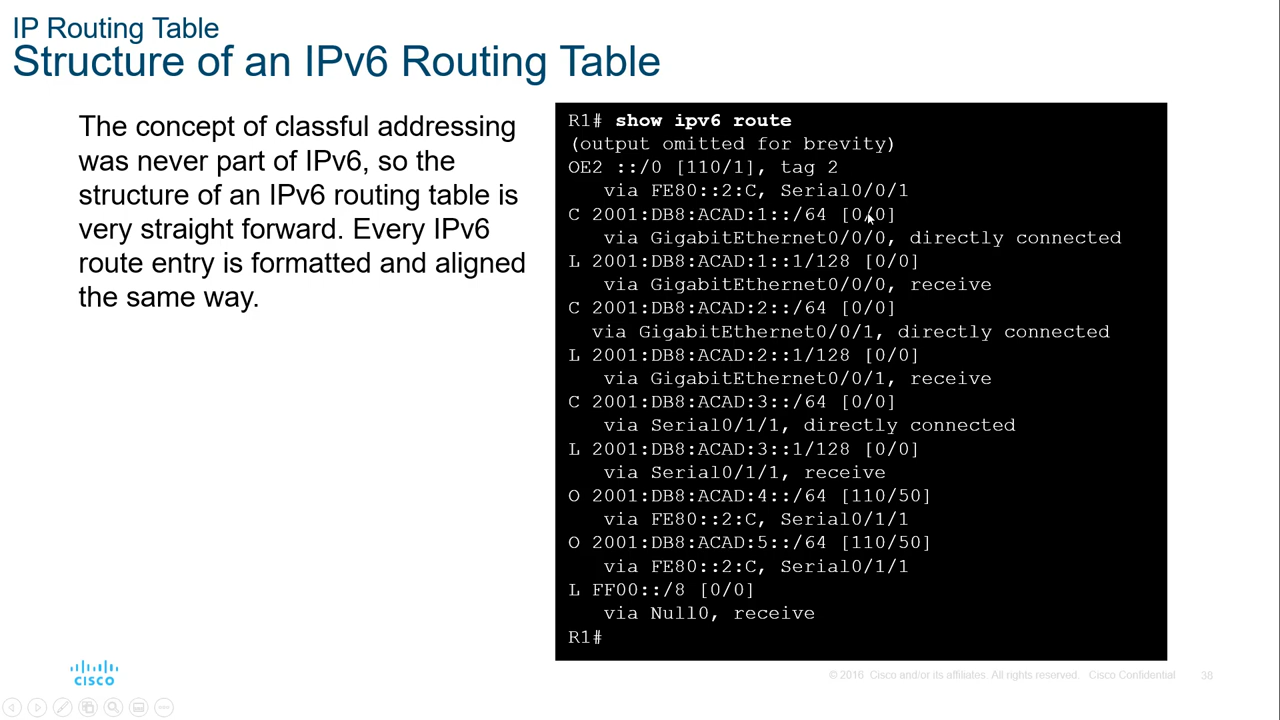 IP Routing Table
Structure of an IPv6 Routing Table
The concept of classful addressing
was never part of IPv6, so the
structure of an IPv6 routing table is
very straight forward. Every IPv6
route entry is formatted and aligned
the same way.
R1# show ipv6 route
(output omitted for brevity)
OE2 ::/0 [110/1], tag 2
via FE80::2:C, Serial0/0/1
C 2001:DB8:ACAD:1::/64 [0/0]
via GigabitEthernet0/0/0, directly connected
L 2001:DB8:ACAD:1::1/128 [0/0]
via GigabitEthernet0/0/0, receive
C 2001:DB8:ACAD:2::/64 [0/0]
via GigabitEthernet0/0/1, directly connected
L 2001:DB8:ACAD:2::1/128 [0/0]
via GigabitEthernet0/0/1, receive
C 2001:DB8:ACAD:3::/64 [0/0]
via Serial0/1/1, directly connected
L 2001:DB8:ACAD:3::1/128 [0/0]
via Serial0/1/1, receive
O 2001:DB8:ACAD:4::/64 [110/50]
via FE80::2:C, Serial0/1/1
O 2001:DB8:ACAD:5::/64 [110/50]
via FE80::2:C, Serial0/1/1
L FF00::/8 [0/0]
via Null0, receive
R1#
CISCO
© 2016 Cisco and/or its affiliates. All rights reserved. Cisco Confidential 38